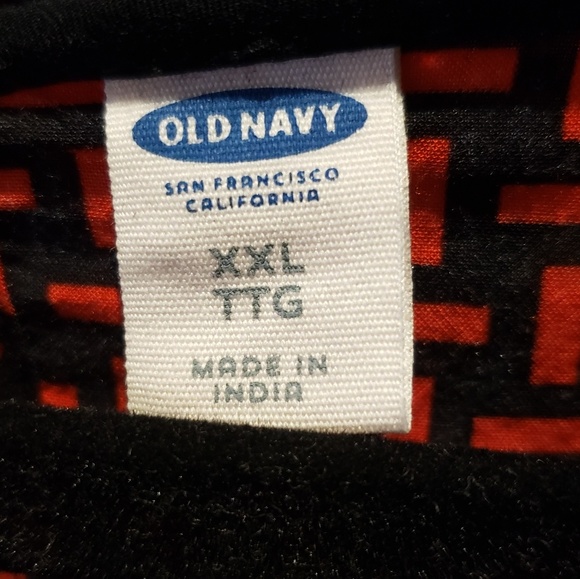 OLD NAVY
SAN FRANCISCO
CALIFORNIA
XXL
TTG
MADE IN
INDIA